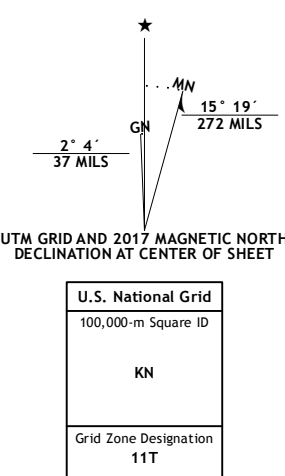 ★
MN
15° 19´
272 MILS
GN
2° 4´
37 MILS
UTM GRID AND 2017 MAGNETIC NORTH
DECLINATION AT CENTER OF SHEET
U.S. National Grid
100,000-m Square ID
KN
Grid Zone Designation
11T